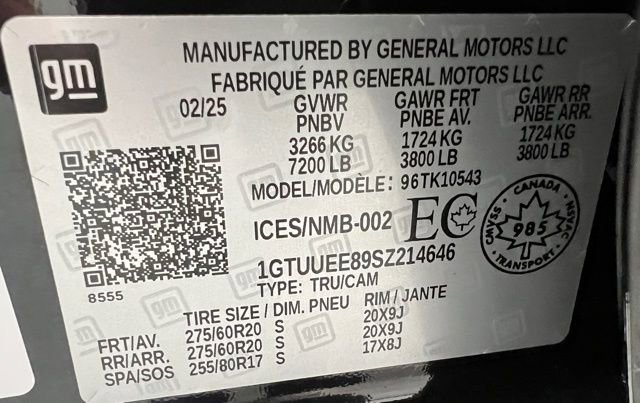 gm
MANUFACTURED BY GENERAL MOTORS LLC
FABRIQUÉ PAR GENERAL MOTORS LLC
02/25 GVWR GAWR FRT GAWR RR
PNBV PNBE AV. PNBE ARR.
3266 KG 1724 KG 1724 KG
7200 LB 3800 LB 3800 LB
MODEL/MODÈLE: 96TK10543
ICES/NMB-002 EC
CANADA
CMVSS 985 NSVAC
TRANSPORT
1GTUUEE89SZ214646
8555
TYPE: TRU/CAM
TIRE SIZE / DIM. PNEU RIM / JANTE
FRT/AV. 275/60R20 S 20X9J
RR/ARR. 275/60R20 S 20X9J
SPA/SOS 255/80R17 S 17X8J